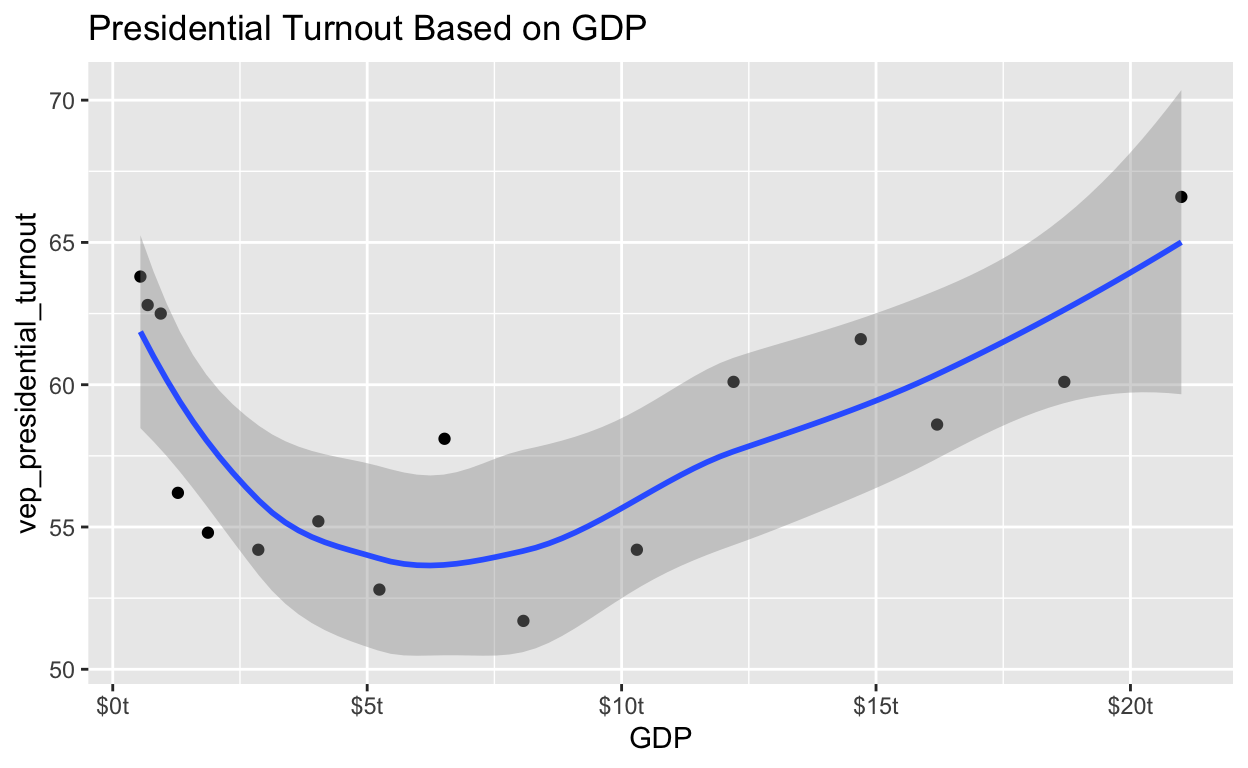 Presidential Turnout Based on GDP
vep_presidential_turnout
70
65
60
55
50
$0t
$5t
$10t
$15t
$20t
GDP